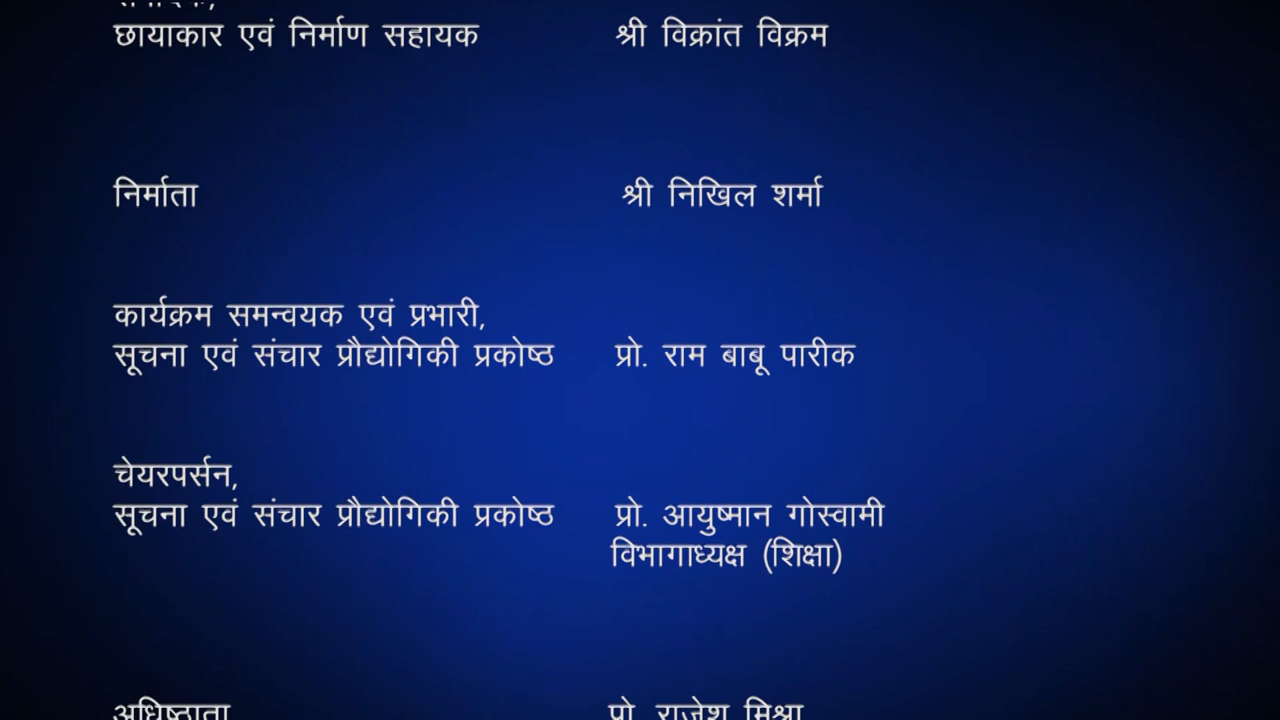 छायाकार एवं निर्माण सहायक श्री विक्रांत विक्रम
निर्माता श्री निखिल शर्मा
कार्यक्रम समन्वयक एवं प्रभारी,
सूचना एवं संचार प्रौद्योगिकी प्रकोष्ठ प्रो. राम बाबू पारीक
चेयरपर्सन,
सूचना एवं संचार प्रौद्योगिकी प्रकोष्ठ प्रो. आयुष्मान गोस्वामी
विभागाध्यक्ष (शिक्षा)
अधिष्ठाता प्रो. राजेश मिश्रा